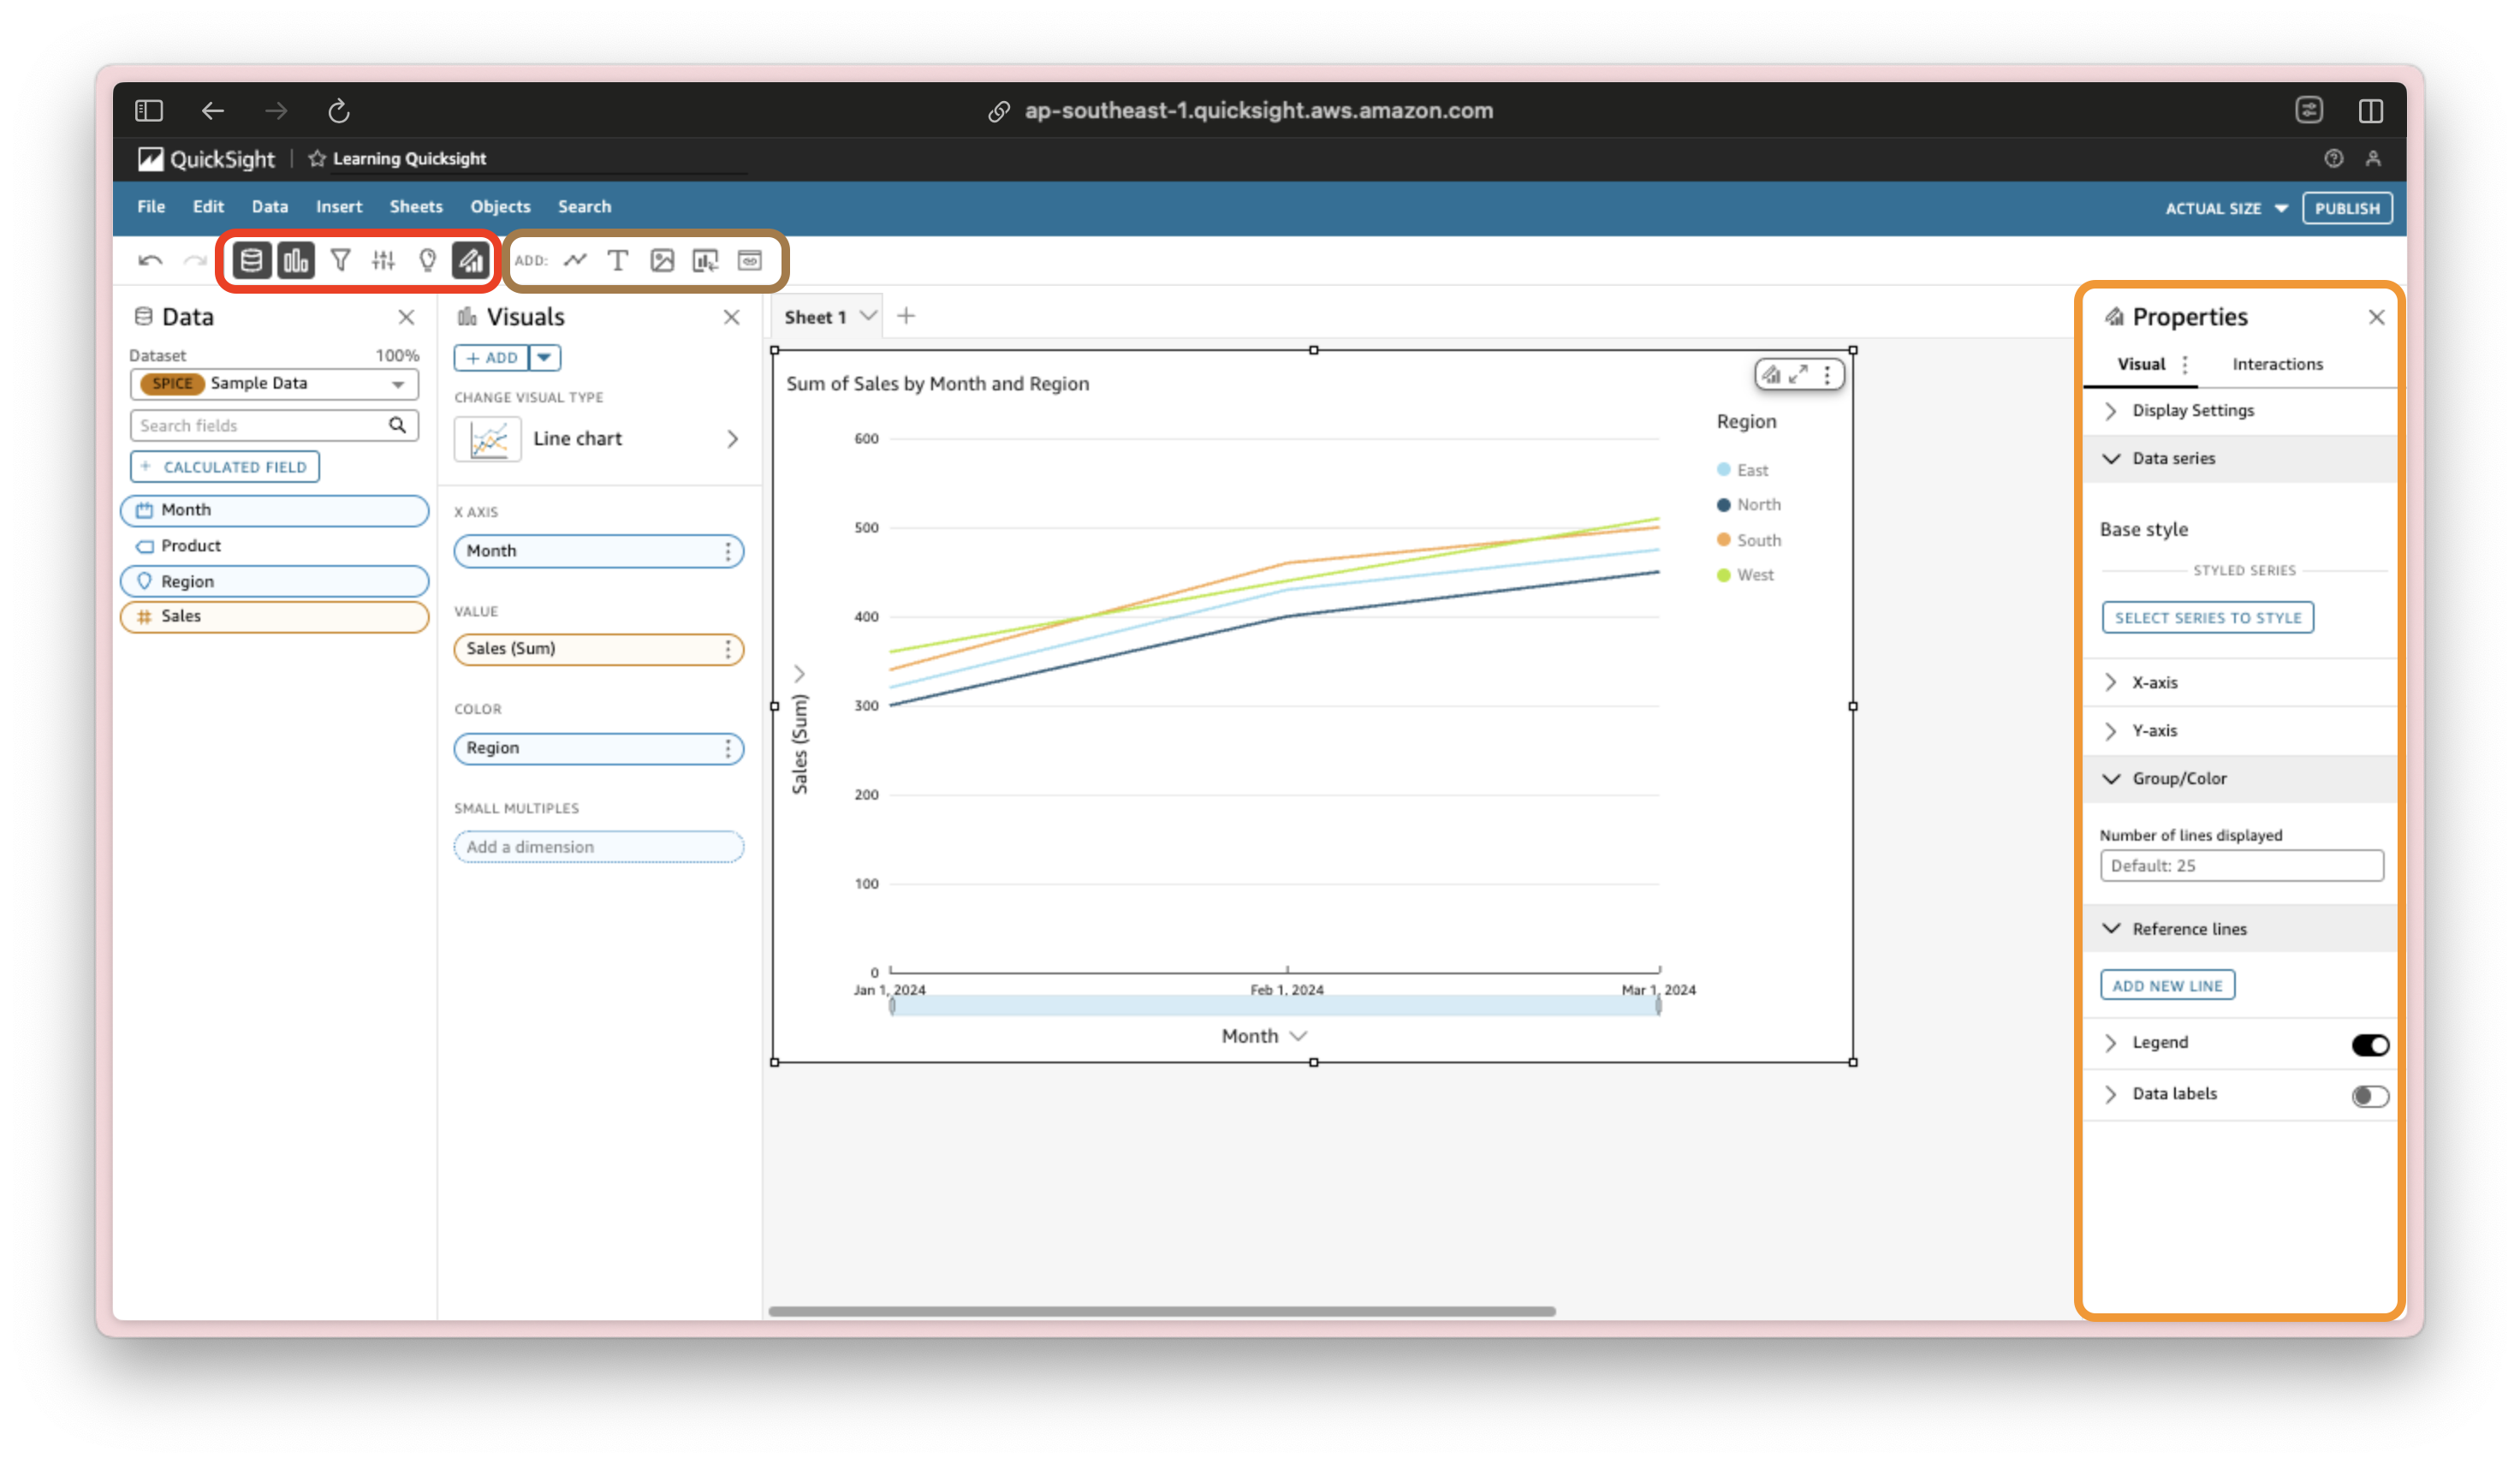 ap-southeast-1.quicksight.aws.amazon.com
QuickSight Learning Quicksight
File Edit Data Insert Sheets Objects Search ACTUAL SIZE PUBLISH
ADD:
Data
Dataset 100%
SPICE Sample Data
Search fields
+ CALCULATED FIELD
Month
Product
Region
Sales
Visuals
+ ADD
CHANGE VISUAL TYPE
Line chart
X AXIS
Month
VALUE
Sales (Sum)
COLOR
Region
SMALL MULTIPLES
Add a dimension
Sheet 1
Sum of Sales by Month and Region
600
500
400
300
200
100
0
Sales (Sum)
Jan 1, 2024 Feb 1, 2024 Mar 1, 2024
Month
Region
East
North
South
West
Properties
Visual Interactions
Display Settings
Data series
Base style
STYLED SERIES
SELECT SERIES TO STYLE
X-axis
Y-axis
Group/Color
Number of lines displayed
Default: 25
Reference lines
ADD NEW LINE
Legend
Data labels